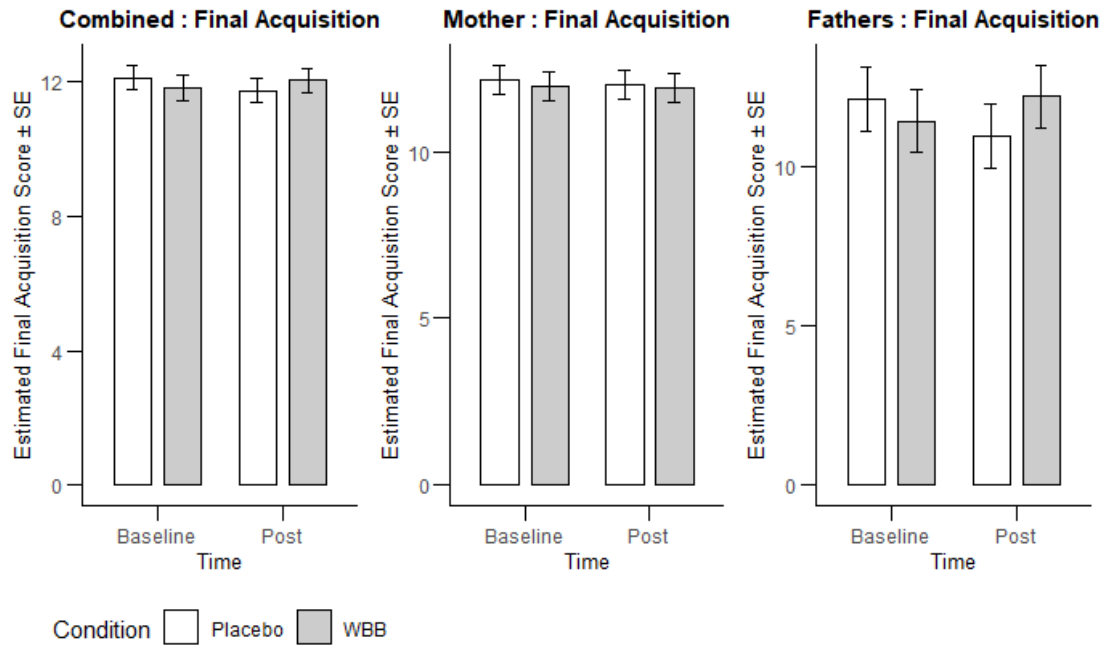 Combined : Final Acquisition
Estimated Final Acquisition Score ± SE
12
8
4
0
Baseline
Post
Time
Mother : Final Acquisition
Estimated Final Acquisition Score ± SE
10
5
0
Baseline
Post
Time
Fathers : Final Acquisition
Estimated Final Acquisition Score ± SE
10
5
0
Baseline
Post
Time
Condition Placebo WBB